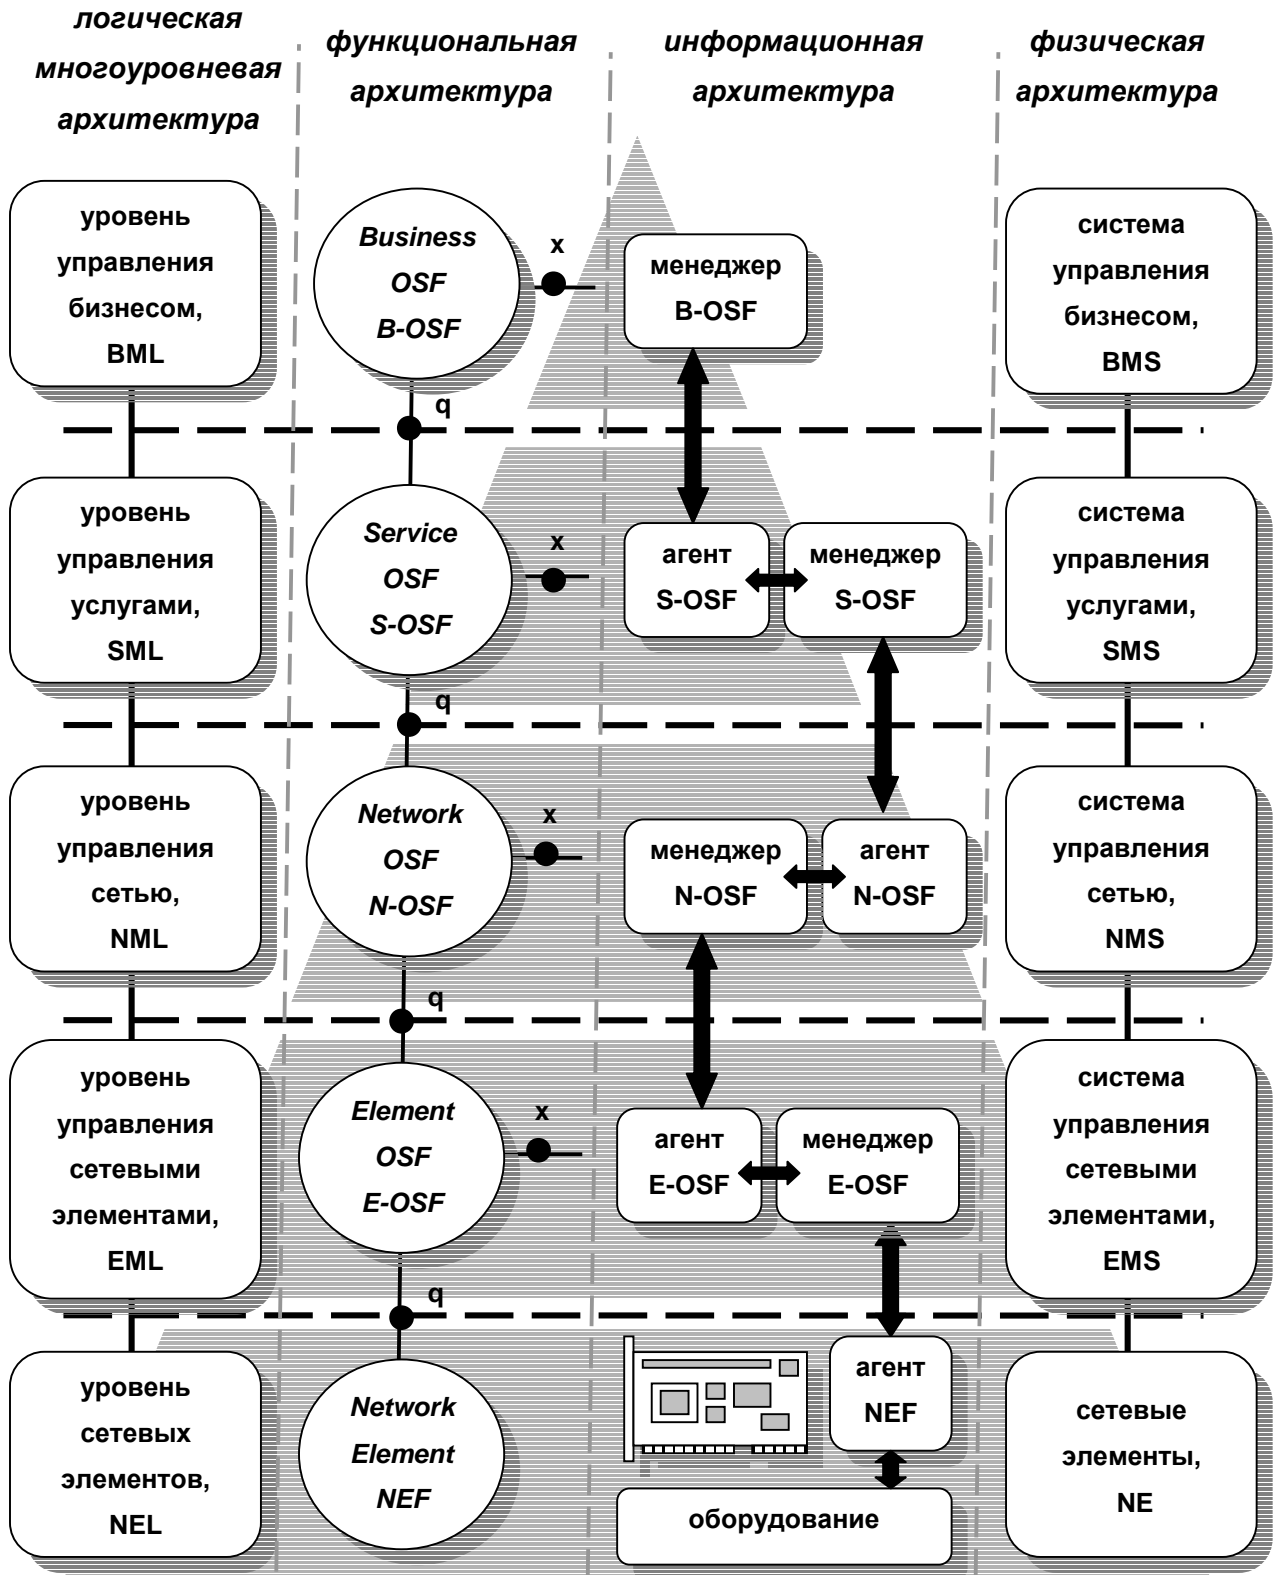 логическая
многоуровневая
архитектура
функциональная
архитектура
информационная
архитектура
физическая
архитектура
уровень
управления
бизнесом,
BML
Business
OSF
B-OSF
x
менеджер
B-OSF
система
управления
бизнесом,
BMS
q
уровень
управления
услугами,
SML
Service
OSF
S-OSF
x
агент
S-OSF
менеджер
S-OSF
система
управления
услугами,
SMS
q
уровень
управления
сетью,
NML
Network
OSF
N-OSF
x
менеджер
N-OSF
агент
N-OSF
система
управления
сетью,
NMS
q
уровень
управления
сетевыми
элементами,
EML
Element
OSF
E-OSF
x
агент
E-OSF
менеджер
E-OSF
система
управления
сетевыми
элементами,
EMS
q
уровень
сетевых
элементов,
NEL
Network
Element
NEF
агент
NEF
оборудование
сетевые
элементы,
NE